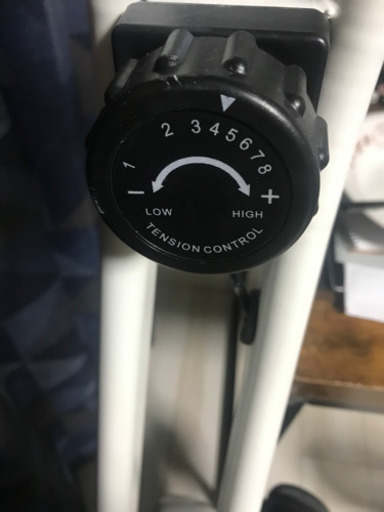 1 2 3 4 5 6 7 8
- +
LOW HIGH
TENSION CONTROL